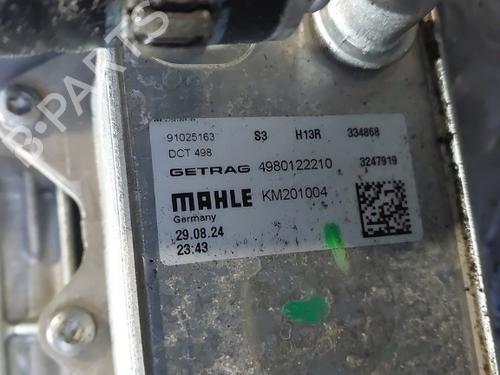 91025163 S3 H13R 334868
DCT 498
GETRAG 4980122210 3247919
MAHLE KM201004
Germany
29.08.24
23:43
B-PARTS